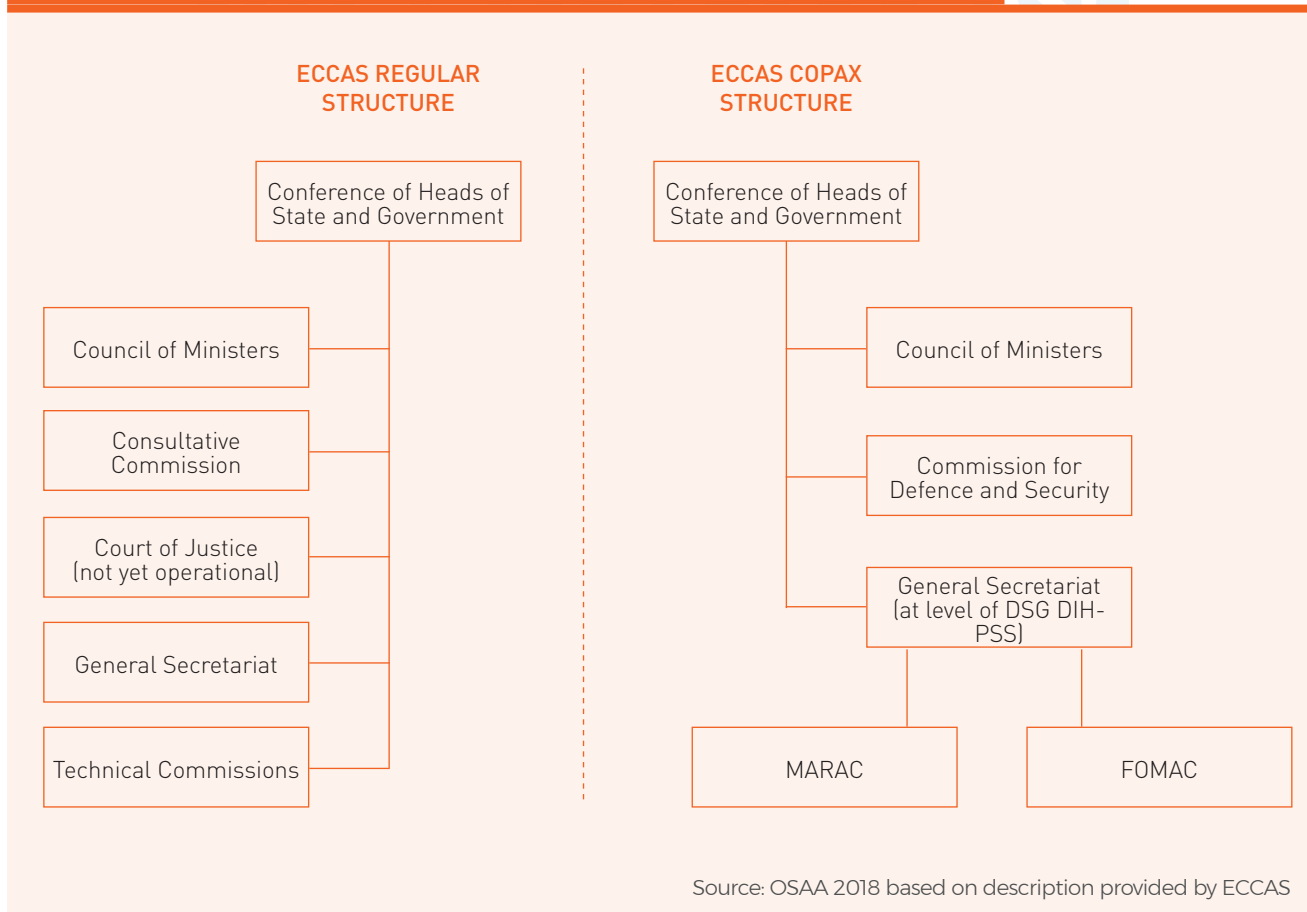 ECCAS REGULAR
STRUCTURE
Conference of Heads of
State and Government
Council of Ministers
Consultative
Commission
Court of Justice
(not yet operational)
General Secretariat
Technical Commissions
ECCAS COPAX
STRUCTURE
Conference of Heads of
State and Government
Council of Ministers
Commission for
Defence and Security
General Secretariat
(at level of DSG DIH-
PSS)
MARAC
FOMAC
Source: OSAA 2018 based on description provided by ECCAS